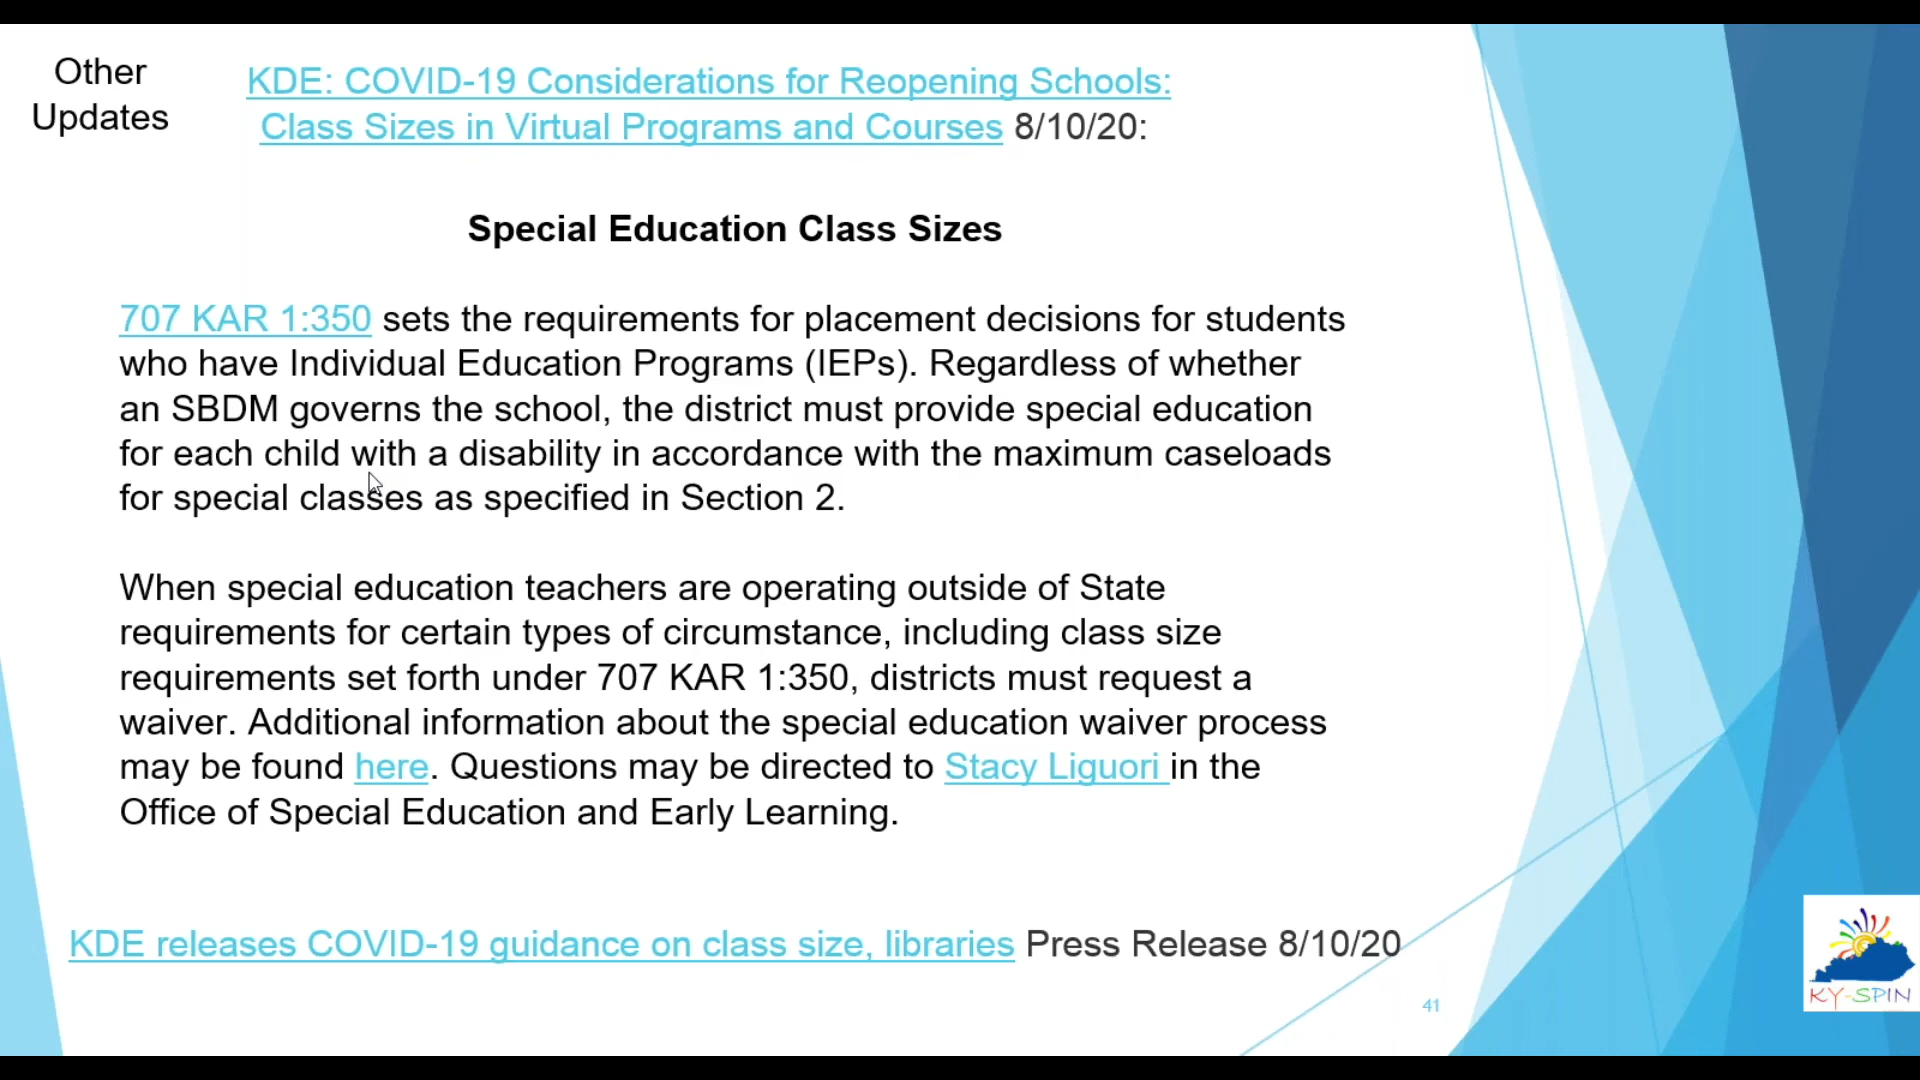 Other
Updates
KDE: COVID-19 Considerations for Reopening Schools:
Class Sizes in Virtual Programs and Courses 8/10/20:
Special Education Class Sizes
707 KAR 1:350 sets the requirements for placement decisions for students
who have Individual Education Programs (IEPs). Regardless of whether
an SBDM governs the school, the district must provide special education
for each child with a disability in accordance with the maximum caseloads
for special classes as specified in Section 2.
When special education teachers are operating outside of State
requirements for certain types of circumstance, including class size
requirements set forth under 707 KAR 1:350, districts must request a
waiver. Additional information about the special education waiver process
may be found here. Questions may be directed to Stacy Liguori in the
Office of Special Education and Early Learning.
KDE releases COVID-19 guidance on class size, libraries Press Release 8/10/20
41
KY-SPIN